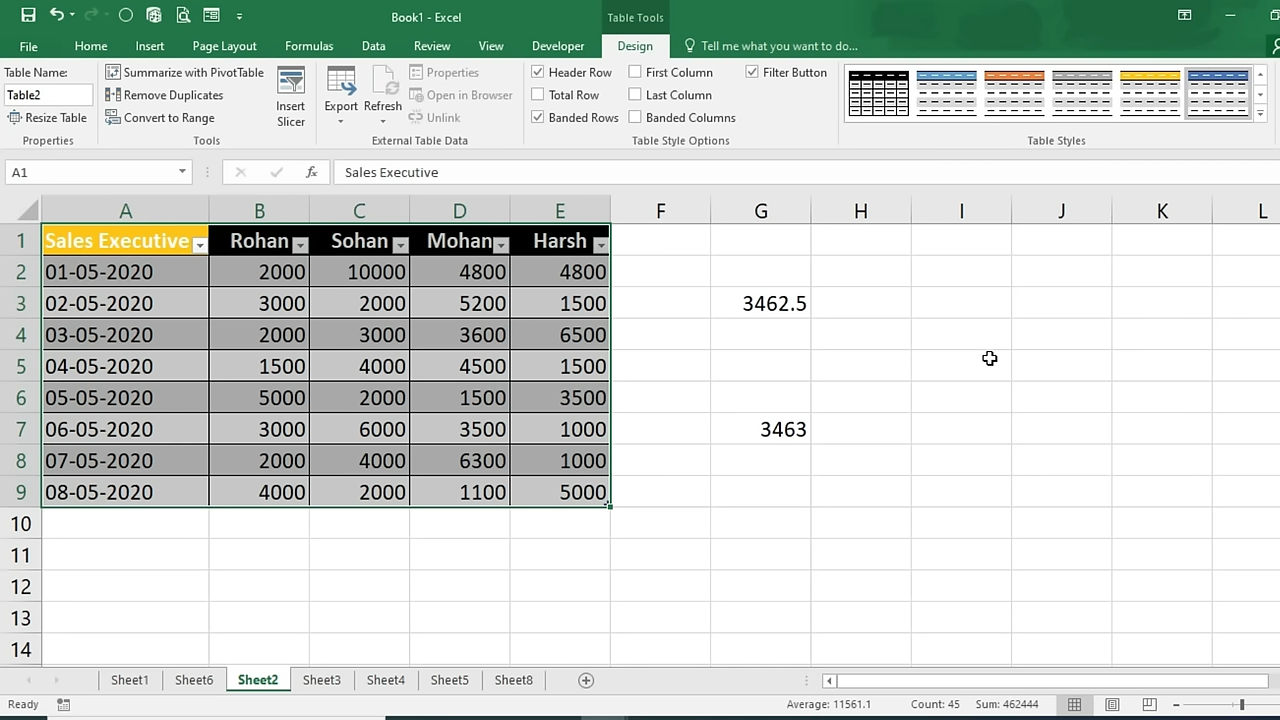 Book1 - Excel
Table Tools
File Home Insert Page Layout Formulas Data Review View Developer Design Tell me what you want to do...
Table Name:
Table2
Resize Table
Properties
Summarize with PivotTable
Remove Duplicates
Convert to Range
Insert
Slicer
Tools
Export
Refresh
Properties
Open in Browser
Unlink
External Table Data
Header Row
Total Row
Banded Rows
First Column
Last Column
Banded Columns
Filter Button
Table Style Options
Table Styles
A1 fx Sales Executive
A B C D E F G H I J K L
1 Sales Executive Rohan Sohan Mohan Harsh
2 01-05-2020 2000 10000 4800 4800
3 02-05-2020 3000 2000 5200 1500 3462.5
4 03-05-2020 2000 3000 3600 6500
5 04-05-2020 1500 4000 4500 1500
6 05-05-2020 5000 2000 1500 3500
7 06-05-2020 3000 6000 3500 1000 3463
8 07-05-2020 2000 4000 6300 1000
9 08-05-2020 4000 2000 1100 5000
10
11
12
13
14
Sheet1 Sheet6 Sheet2 Sheet3 Sheet4 Sheet5 Sheet8
Ready Average: 11561.1 Count: 45 Sum: 462444